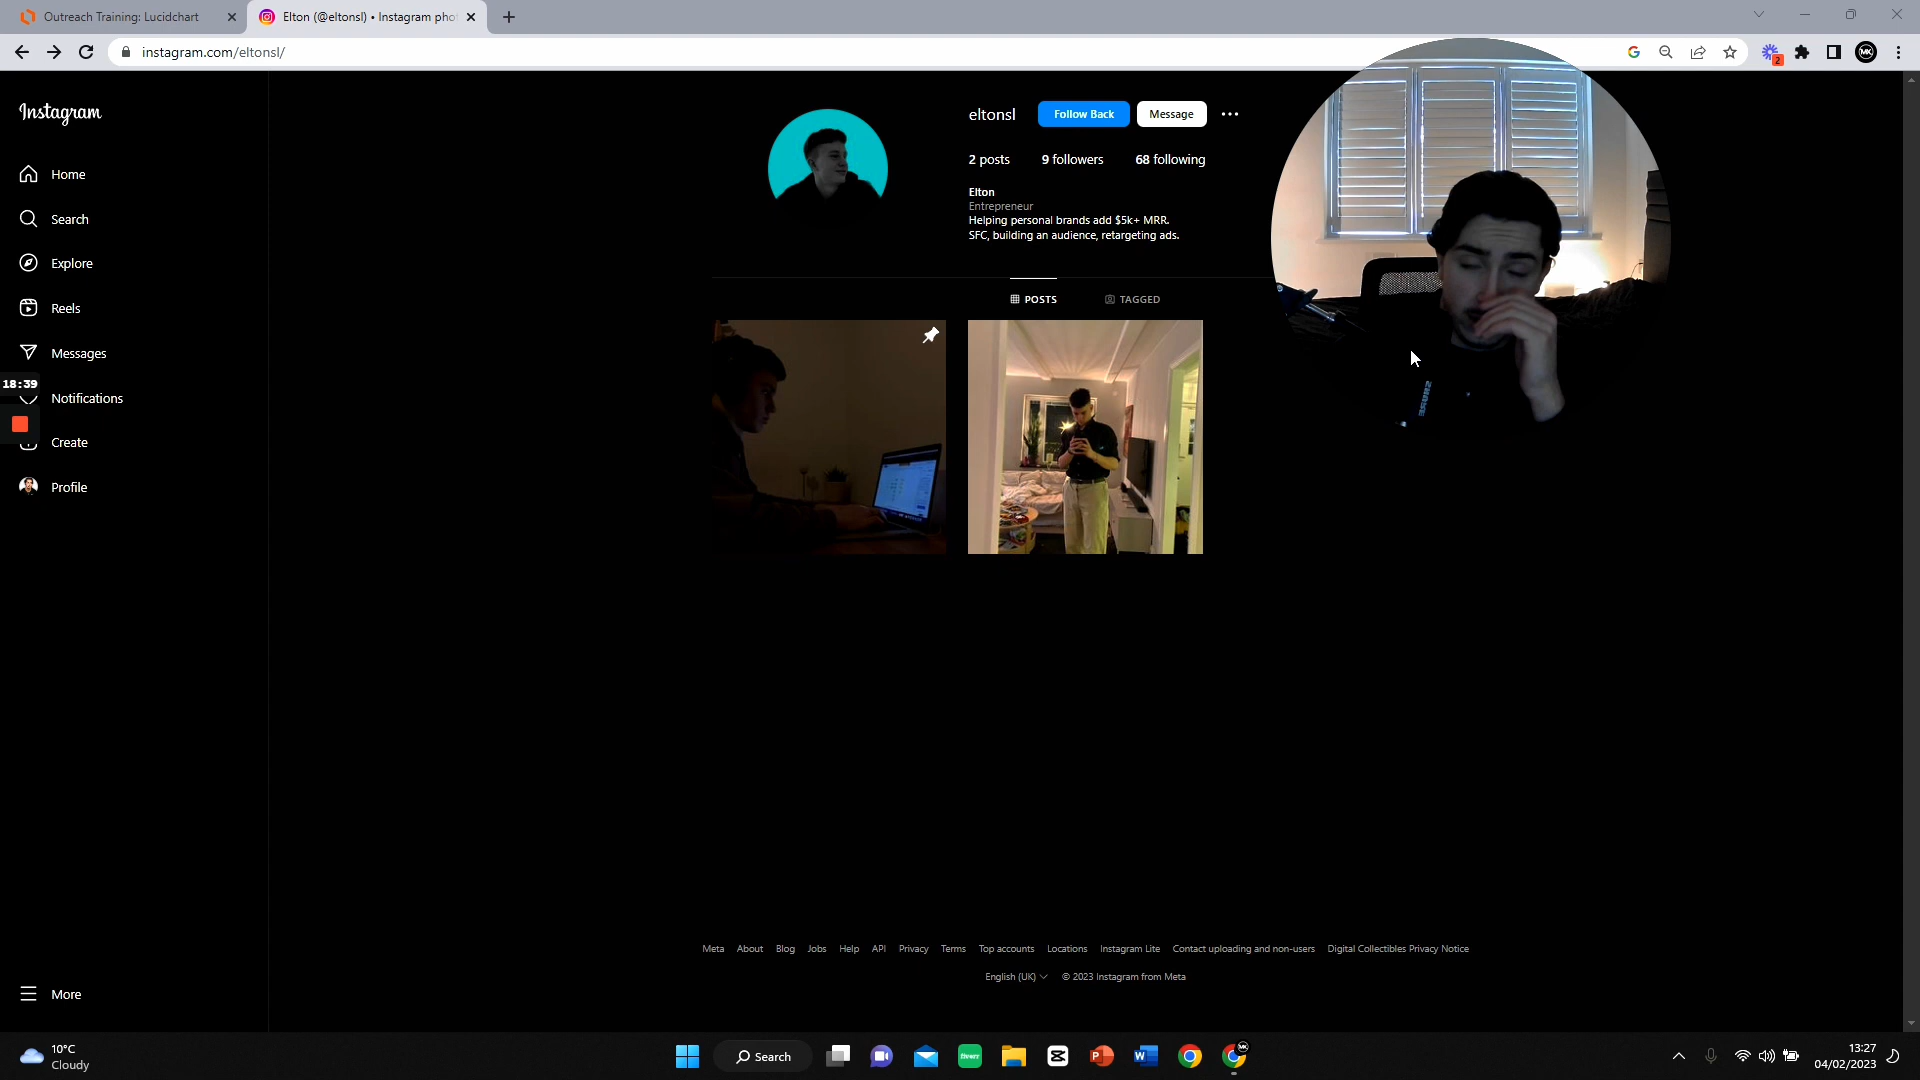 Outreach Training: Lucidchart
Elton (@eltonsl) • Instagram pho
instagram.com/eltonsl/
2
MK
Instagram
Home
Search
Explore
Reels
Messages
18:39
Notifications
Create
Profile
More
eltonsl
Follow Back
Message
2 posts
9 followers
68 following
Elton
Entrepreneur
Helping personal brands add $5k+ MRR.
SFC, building an audience, retargeting ads.
POSTS
TAGGED
Meta
About
Blog
Jobs
Help
API
Privacy
Terms
Top accounts
Locations
Instagram Lite
Contact uploading and non-users
Digital Collectibles Privacy Notice
English (UK)
© 2023 Instagram from Meta
10°C
Cloudy
Search
fiverr
P
W
MK
13:27
04/02/2023